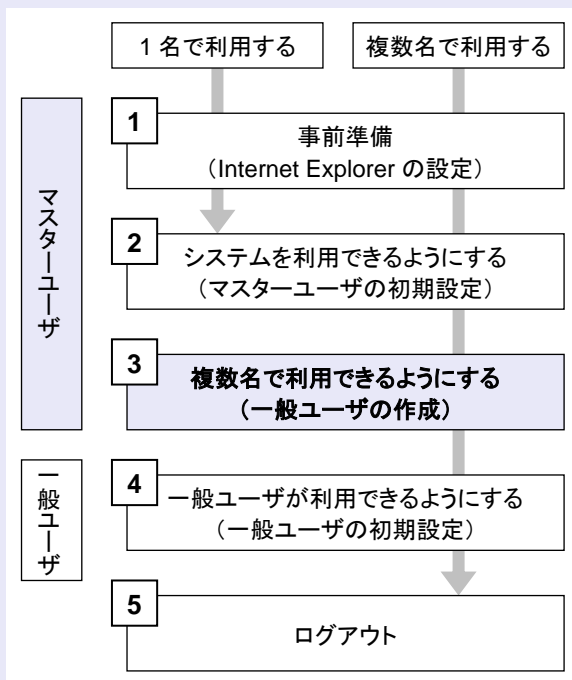 1 名で利用する
複数名で利用する
マスターユーザ
1
事前準備
（Internet Explorer の設定）
2
システムを利用できるようにする
（マスターユーザの初期設定）
3
複数名で利用できるようにする
（一般ユーザの作成）
一般ユーザ
4
一般ユーザが利用できるようにする
（一般ユーザの初期設定）
5
ログアウト